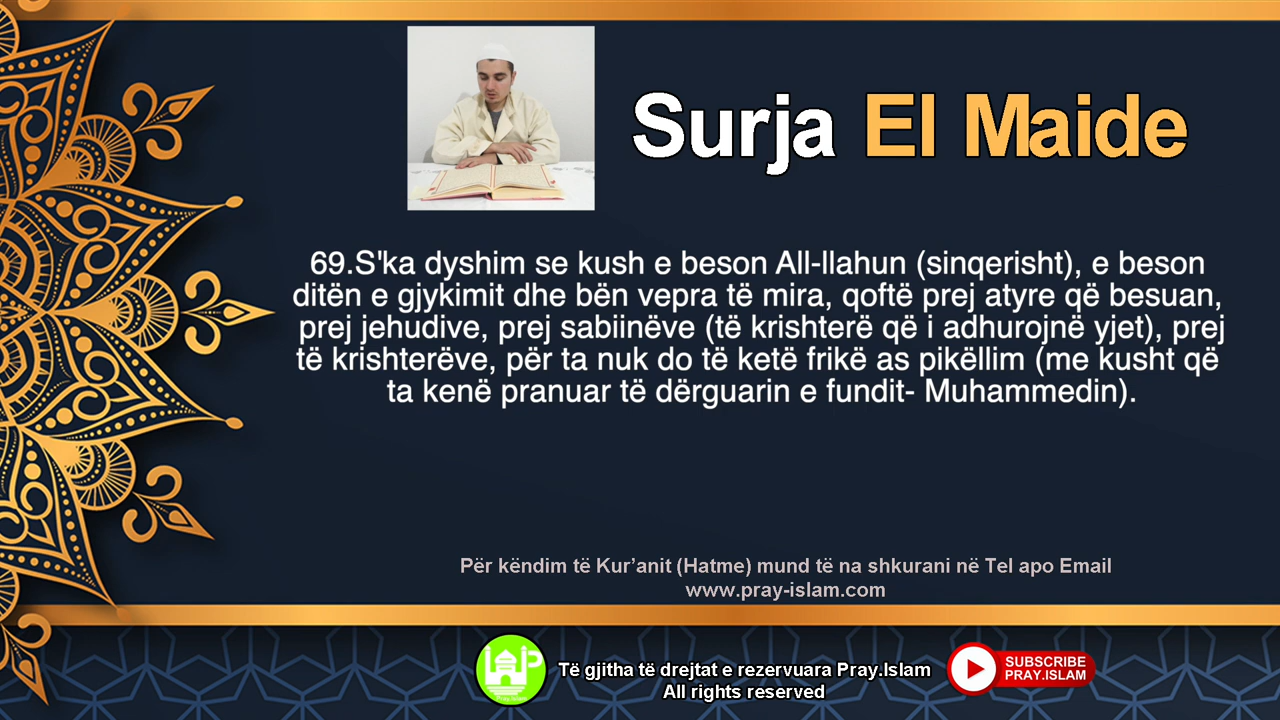 Surja El Maide
69.S'ka dyshim se kush e beson All-llahun (sinqerisht), e beson
ditën e gjykimit dhe bën vepra të mira, qoftë prej atyre që besuan,
prej jehudive, prej sabiinëve (të krishterë që i adhurojnë yjet), prej
të krishterëve, për ta nuk do të ketë frikë as pikëllim (me kusht që
ta kenë pranuar të dërguarin e fundit- Muhammedin).
Për këndim të Kur’anit (Hatme) mund të na shkurani në Tel apo Email
www.pray-islam.com
Pray.Islam
Të gjitha të drejtat e rezervuara Pray.Islam
All rights reserved
SUBSCRIBE
PRAY.ISLAM